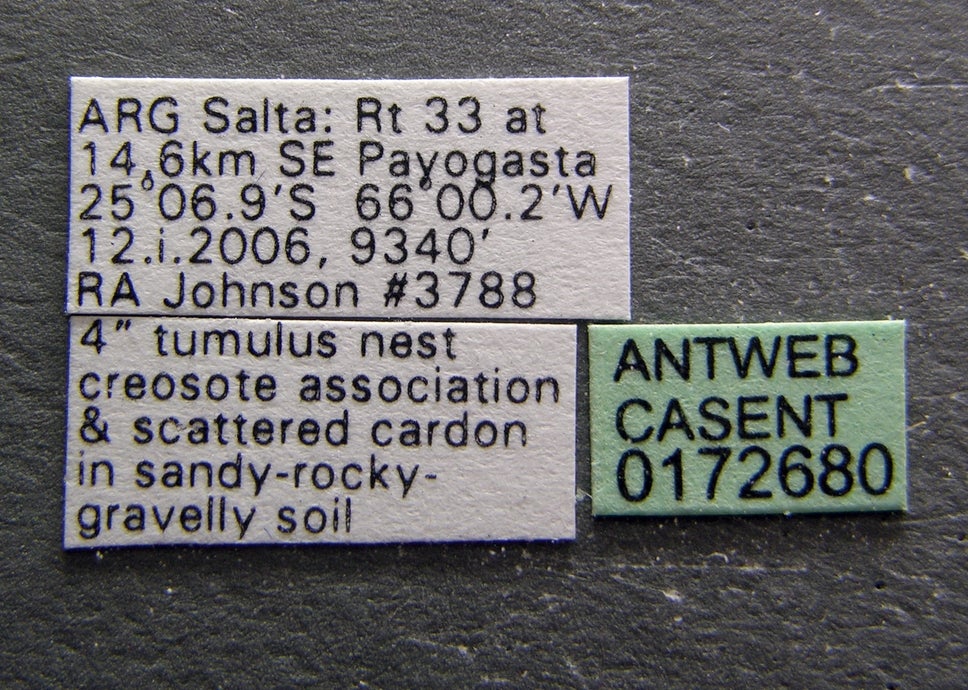 ARG Salta: Rt 33 at
14.6km SE Payogasta
25°06.9'S 66°00.2'W
12.i.2006, 9340'
RA Johnson #3788
4" tumulus nest
creosote association
& scattered cardon
in sandy-rocky-
gravelly soil
ANTWEB
CASENT
0172680